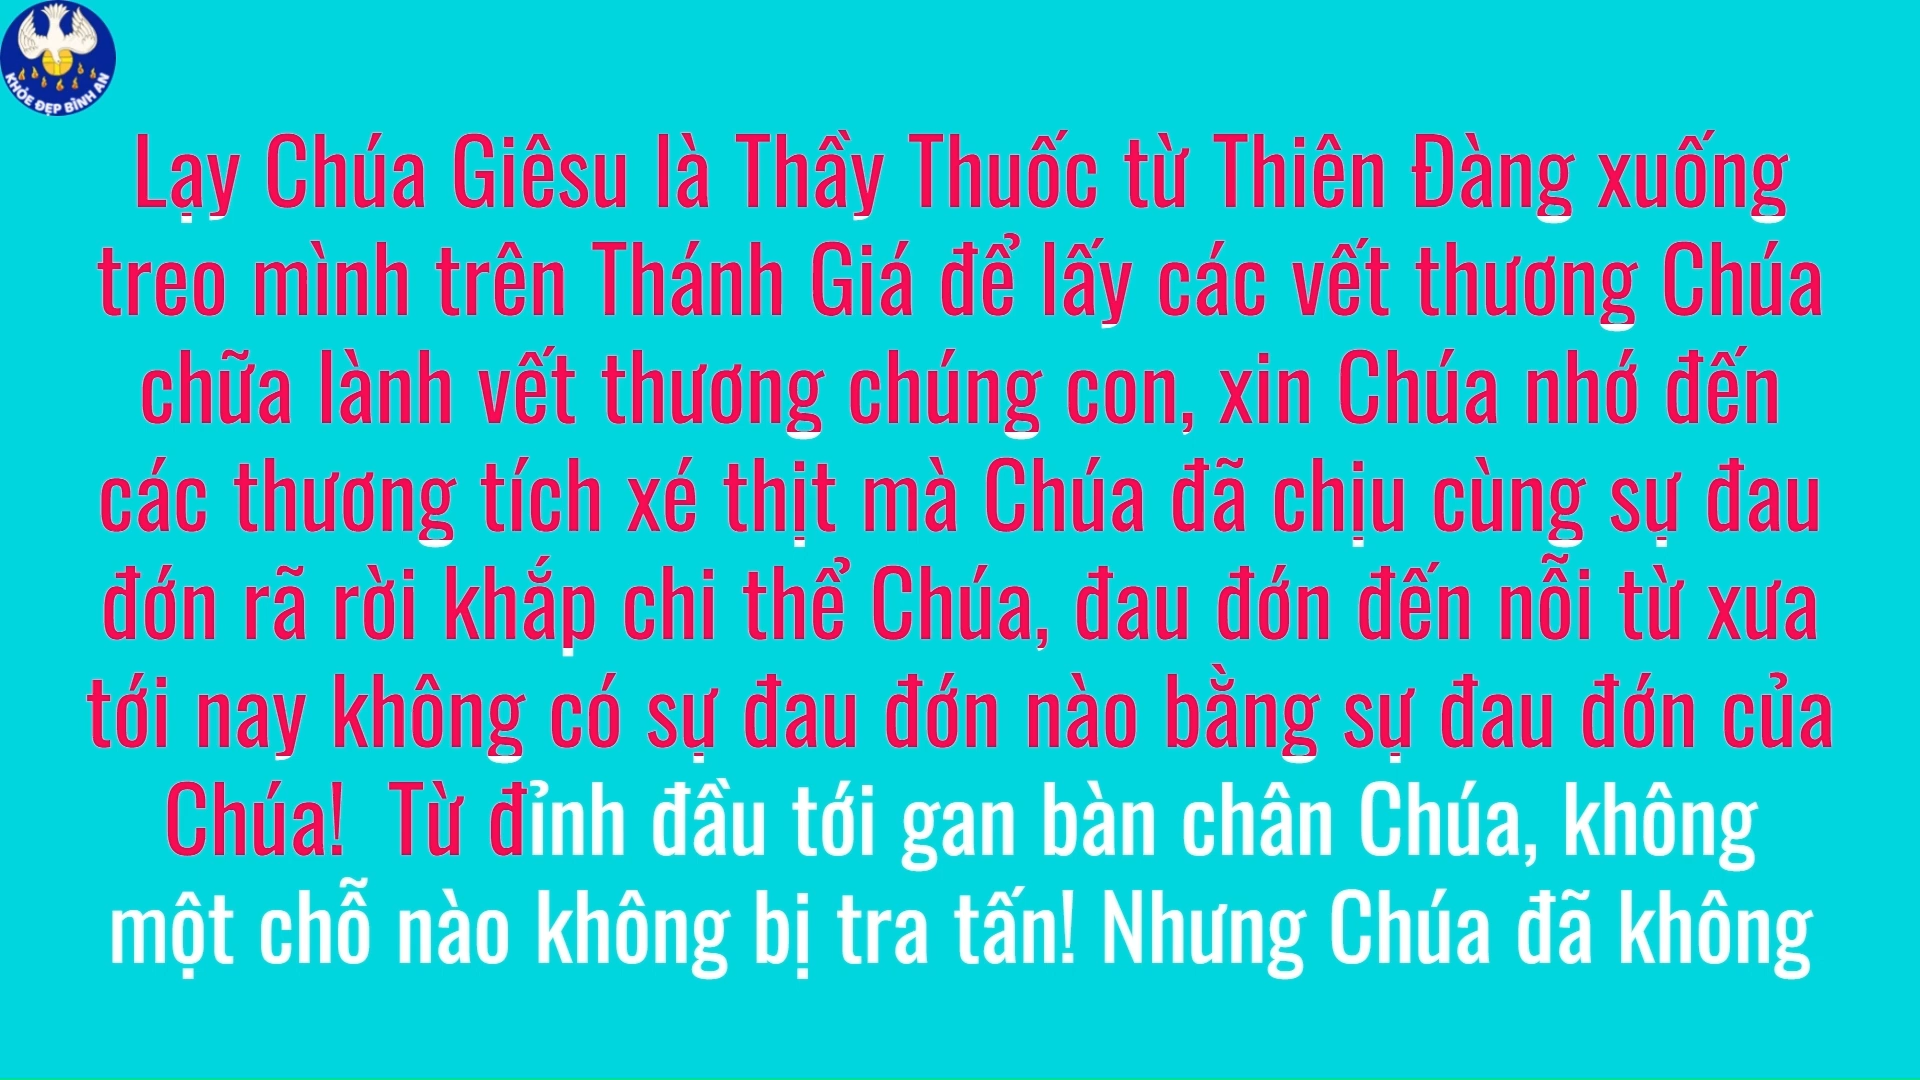 KHỎE ĐẸP BÌNH AN
Lạy Chúa Giêsu là Thầy Thuốc từ Thiên Đàng xuống
treo mình trên Thánh Giá để lấy các vết thương Chúa
chữa lành vết thương chúng con, xin Chúa nhớ đến
các thương tích xé thịt mà Chúa đã chịu cùng sự đau
đớn rã rời khắp chi thể Chúa, đau đớn đến nỗi từ xưa
tới nay không có sự đau đớn nào bằng sự đau đớn của
Chúa!  Từ đỉnh đầu tới gan bàn chân Chúa, không
một chỗ nào không bị tra tấn! Nhưng Chúa đã không